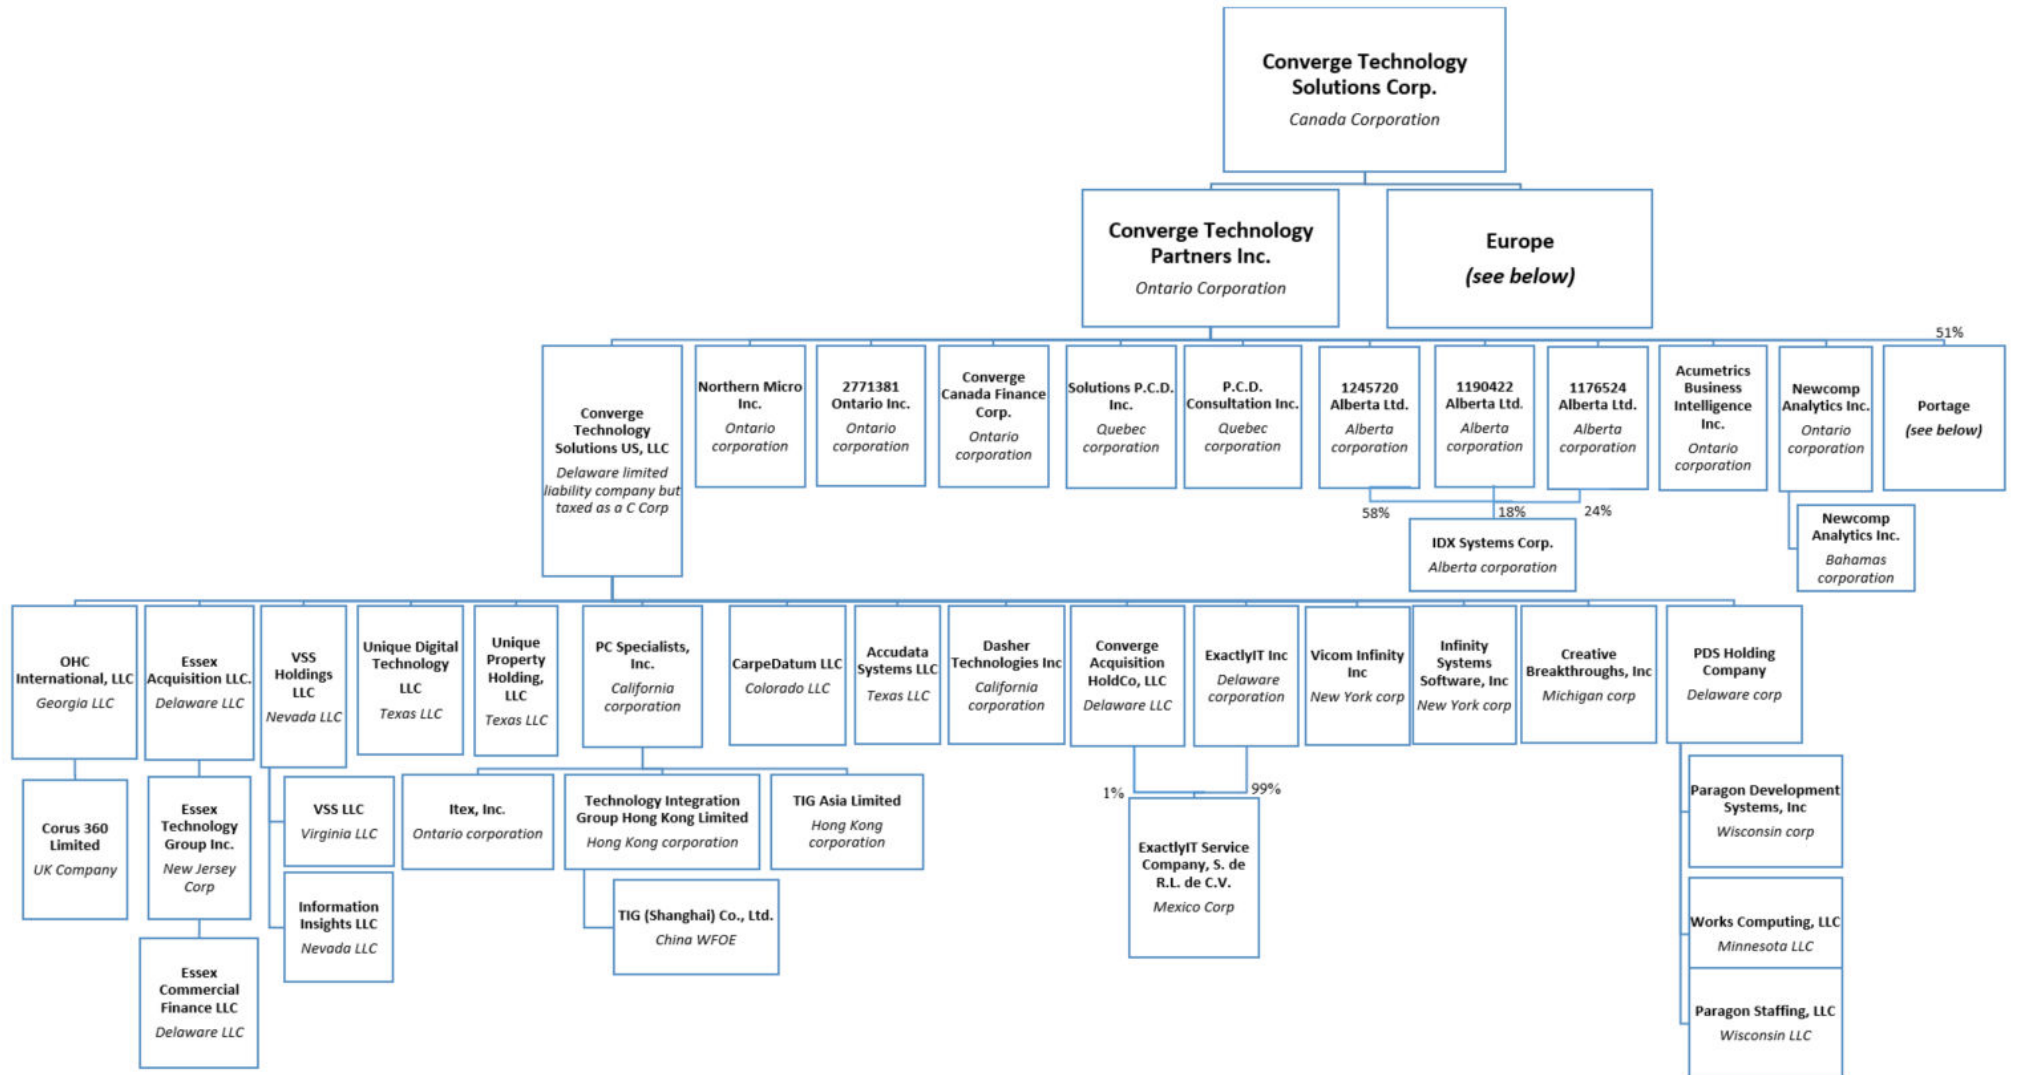 Converge Technology
Solutions Corp.
Canada Corporation
Converge Technology
Partners Inc.
Ontario Corporation
Europe
(see below)
51%
Converge
Technology
Solutions US, LLC
Delaware limited
liability company but
taxed as a C Corp
Northern Micro
Inc.
Ontario
corporation
2771381
Ontario Inc.
Ontario
corporation
Converge
Canada Finance
Corp.
Ontario
corporation
Solutions P.C.D.
Inc.
Quebec
corporation
P.C.D.
Consultation Inc.
Quebec
corporation
1245720
Alberta Ltd.
Alberta
corporation
1190422
Alberta Ltd.
Alberta
corporation
1176524
Alberta Ltd.
Alberta
corporation
Acumetrics
Business
Intelligence
Inc.
Ontario
corporation
Newcomp
Analytics Inc.
Ontario
corporation
Portage
(see below)
58%
18%
24%
IDX Systems Corp.
Alberta corporation
Newcomp
Analytics Inc.
Bahamas
corporation
OHC
International, LLC
Georgia LLC
Essex
Acquisition LLC.
Delaware LLC
VSS
Holdings
LLC
Nevada LLC
Unique Digital
Technology
LLC
Texas LLC
Unique
Property
Holding,
LLC
Texas LLC
PC Specialists,
Inc.
California
corporation
CarpeDatum LLC
Colorado LLC
Accudata
Systems LLC
Texas LLC
Dasher
Technologies Inc
California
corporation
Converge
Acquisition
HoldCo, LLC
Delaware LLC
ExactlyIT Inc
Delaware
corporation
Vicom Infinity
Inc
New York corp
Infinity
Systems
Software, Inc
New York corp
Creative
Breakthroughs, Inc
Michigan corp
PDS Holding
Company
Delaware corp
Corus 360
Limited
UK Company
Essex
Technology
Group Inc.
New Jersey
Corp
VSS LLC
Virginia LLC
Itex, Inc.
Ontario corporation
Technology Integration
Group Hong Kong Limited
Hong Kong corporation
TIG Asia Limited
Hong Kong
corporation
1%
99%
ExactlyIT Service
Company, S. de
R.L. de C.V.
Mexico Corp
Paragon Development
Systems, Inc
Wisconsin corp
Information
Insights LLC
Nevada LLC
TIG (Shanghai) Co., Ltd.
China WFOE
Works Computing, LLC
Minnesota LLC
Essex
Commercial
Finance LLC
Delaware LLC
Paragon Staffing, LLC
Wisconsin LLC